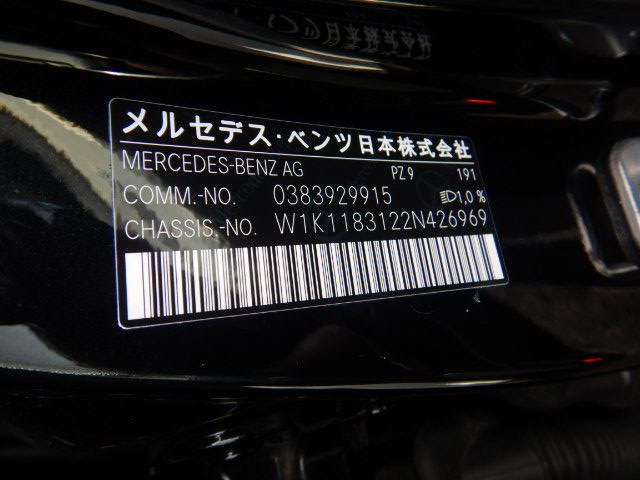 メルセデス・ベンツ日本株式会社
MERCEDES-BENZ AG PZ9 191
COMM.-NO. 0383929915 1,0 %
CHASSIS.-NO. W1K1183122N426969